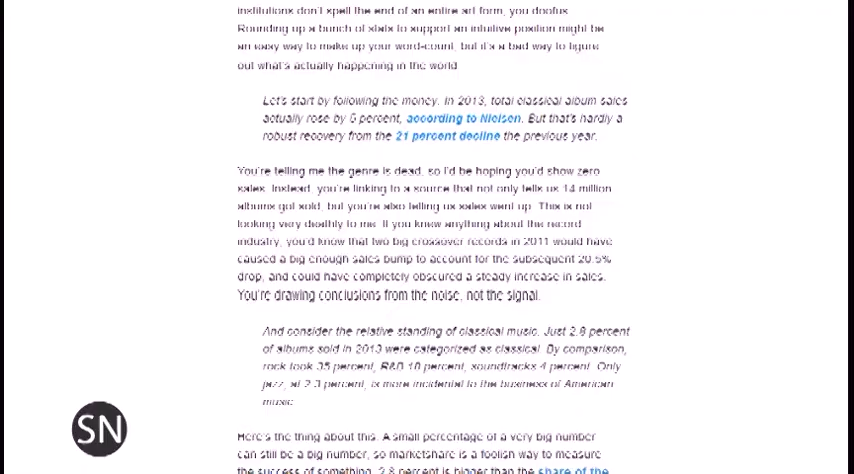 institutions don't spell the end of an entire art form, you doofus.
Rounding up a bunch of stats to support an intuitive position might be
an easy way to make up your word-count, but it's a bad way to figure
out what's actually happening in the world
Let's start by following the money. In 2013, total classical album sales
actually rose by 5 percent, according to Nielsen. But that's hardly a
robust recovery from the 21 percent decline the previous year.
You're telling me the genre is dead, so I'd be hoping you'd show zero
sales. Instead, you're linking to a source that not only tells us 14 million
albums got sold, but you're also telling us sales went up. This is not
looking very deathly to me. If you knew anything about the record
industry, you'd know that two big crossover records in 2011 would have
caused a big enough sales bump to account for the subsequent 20.5%
drop, and could have completely obscured a steady increase in sales.
You're drawing conclusions from the noise, not the signal.
And consider the relative standing of classical music. Just 2.8 percent
of albums sold in 2013 were categorized as classical. By comparison,
rock took 35 percent, R&B 18 percent, soundtracks 4 percent. Only
jazz, at 2.3 percent, is more incidental to the business of American
music.
Here's the thing about this. A small percentage of a very big number
can still be a big number, so marketshare is a foolish way to measure
the success of something. 2.8 percent is bigger than the share of the
SN